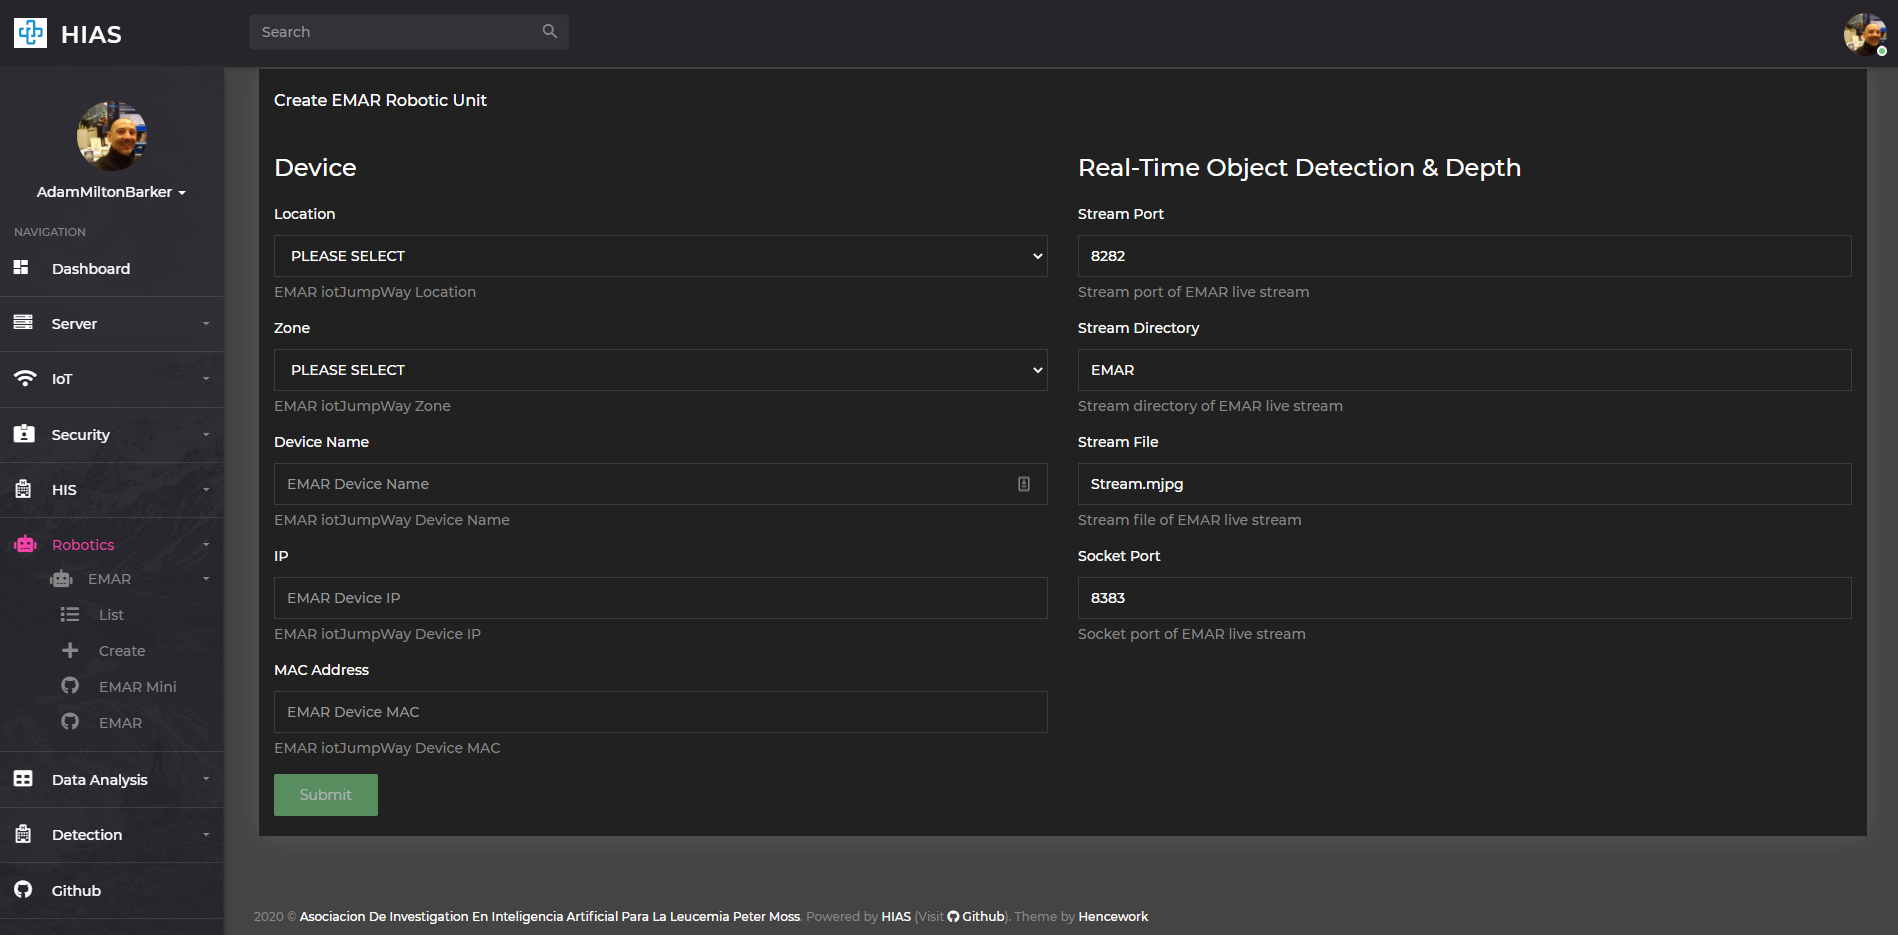 HIAS
Search
AdamMiltonBarker
NAVIGATION
Dashboard
Server
IoT
Security
HIS
Robotics
EMAR
List
Create
EMAR Mini
EMAR
Data Analysis
Detection
Github
Create EMAR Robotic Unit
Device
Location
PLEASE SELECT
EMAR iotJumpWay Location
Zone
PLEASE SELECT
EMAR iotJumpWay Zone
Device Name
EMAR Device Name
EMAR iotJumpWay Device Name
IP
EMAR Device IP
EMAR iotJumpWay Device IP
MAC Address
EMAR Device MAC
EMAR iotJumpWay Device MAC
Submit
Real-Time Object Detection & Depth
Stream Port
8282
Stream port of EMAR live stream
Stream Directory
EMAR
Stream directory of EMAR live stream
Stream File
Stream.mjpg
Stream file of EMAR live stream
Socket Port
8383
Socket port of EMAR live stream
2020 © Asociacion De Investigation En Inteligencia Artificial Para La Leucemia Peter Moss. Powered by HIAS (Visit Github). Theme by Hencework